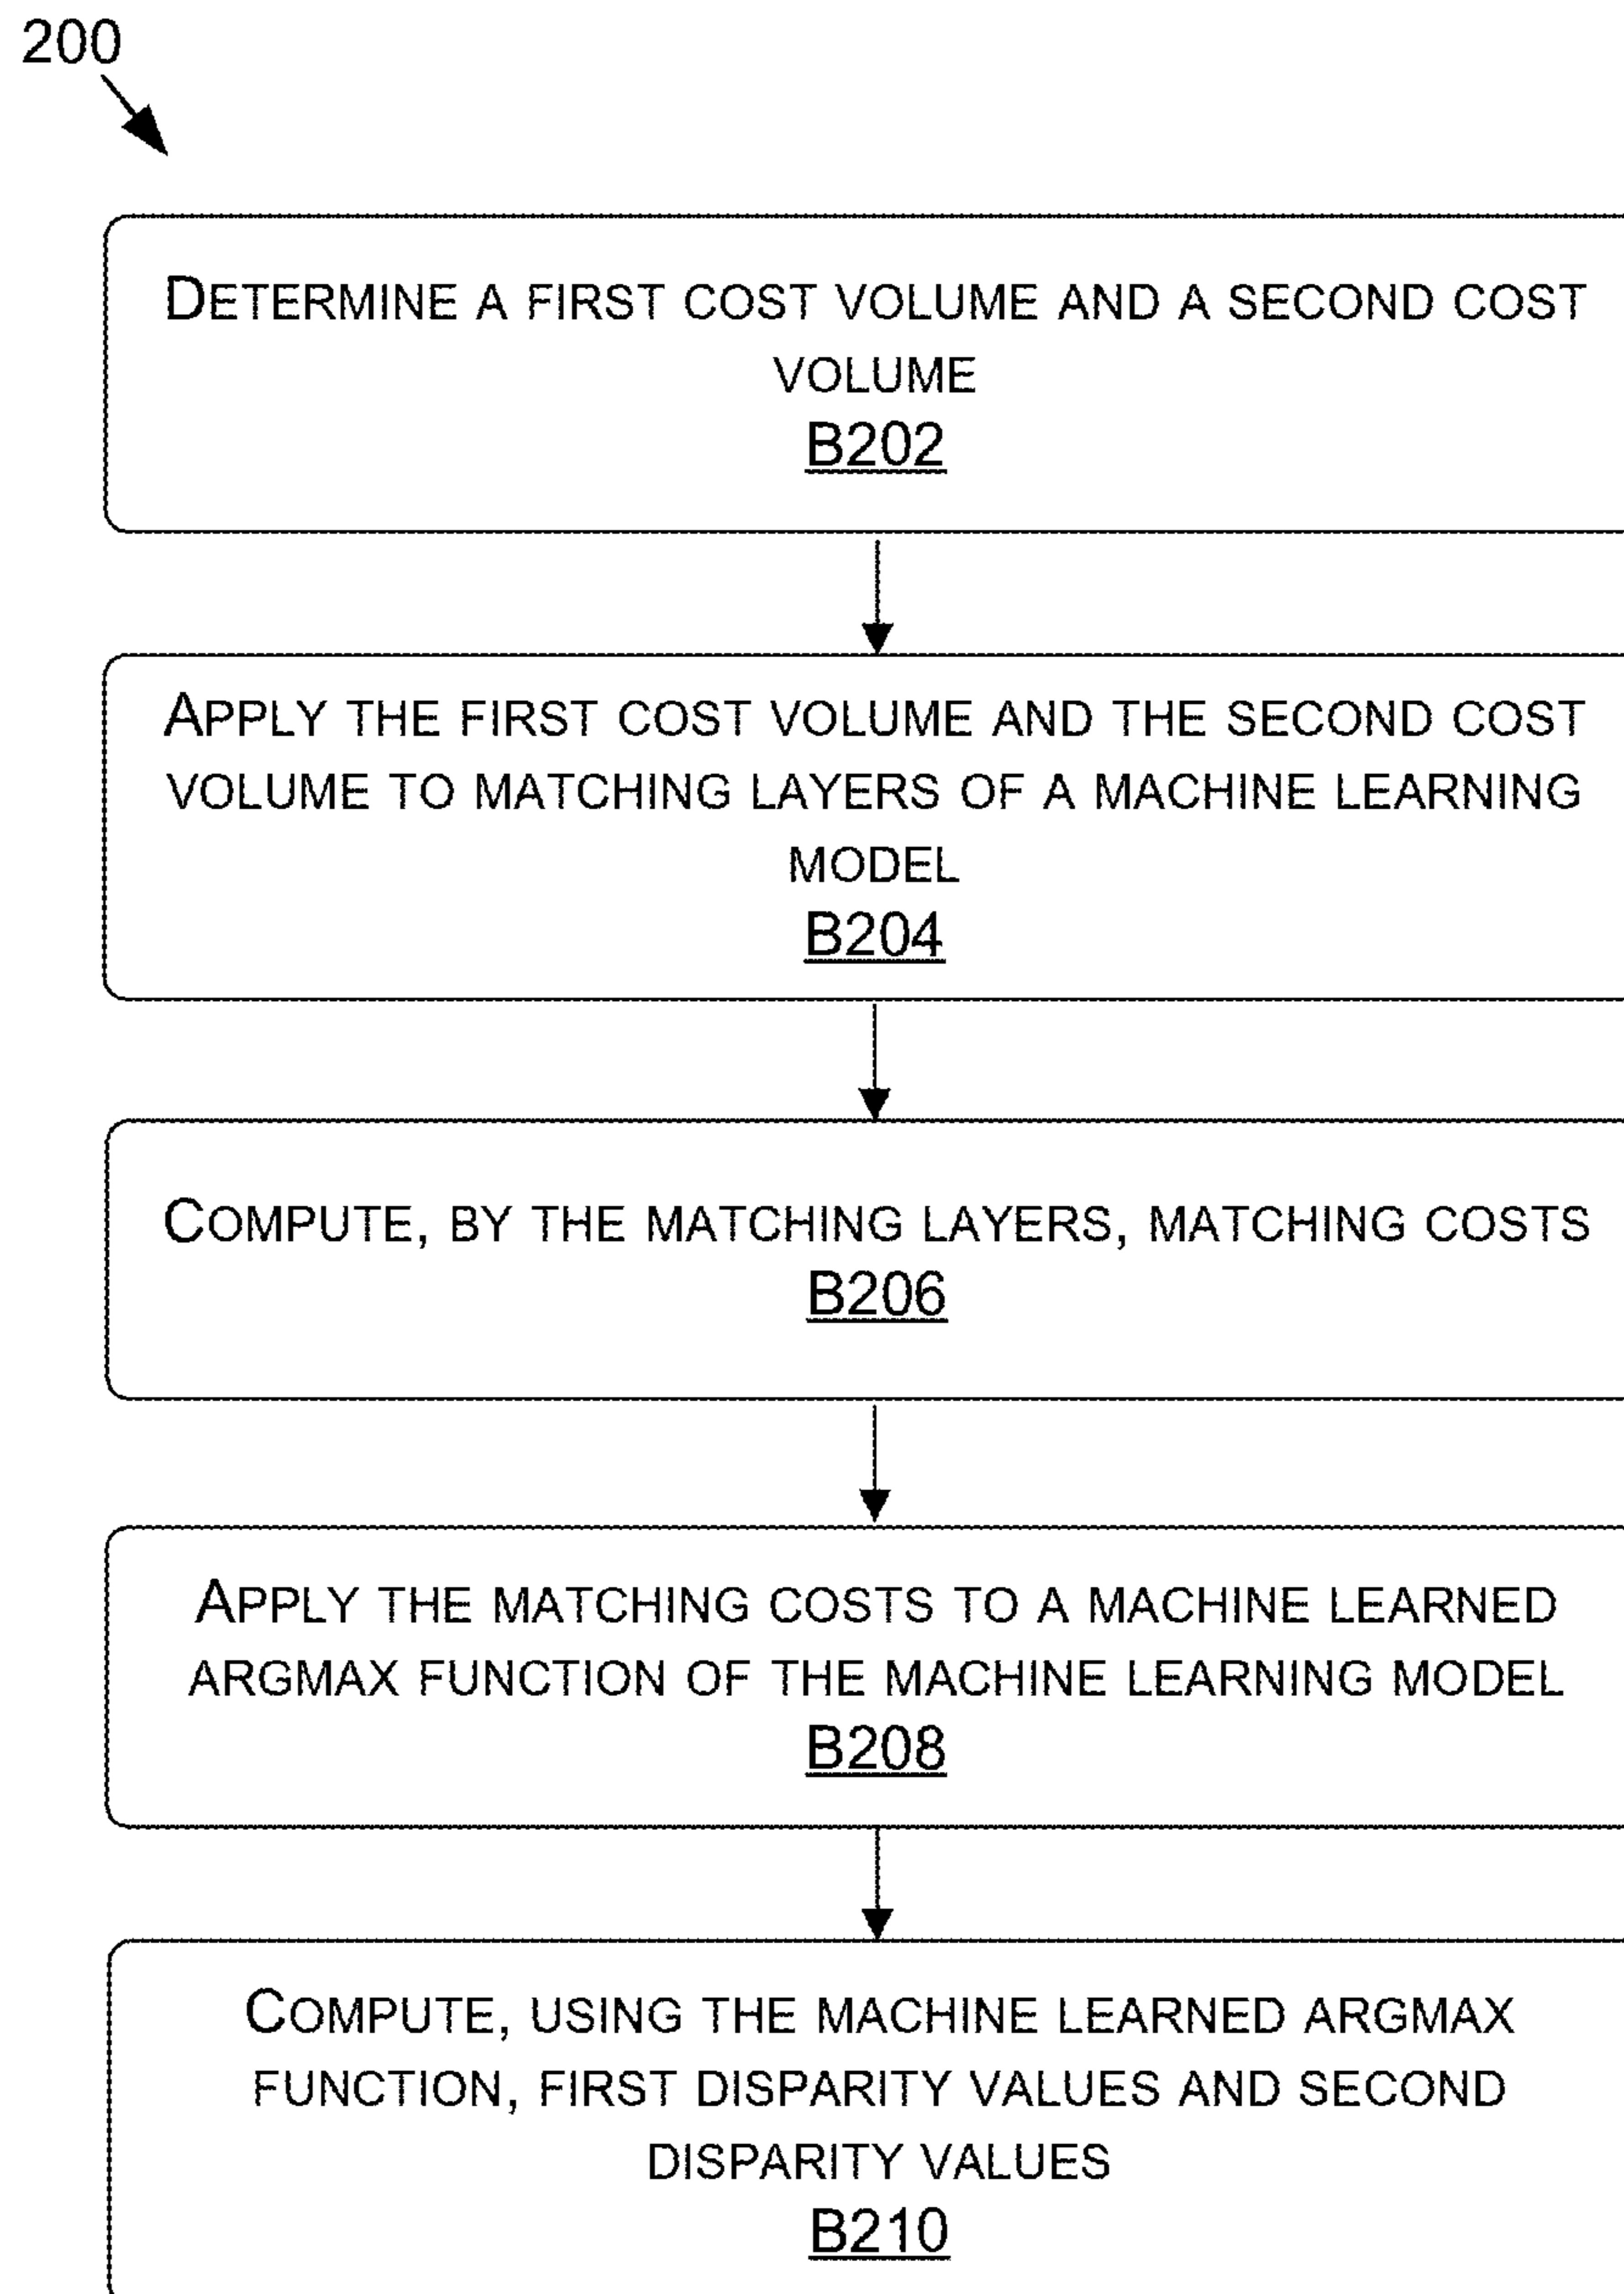 200
DETERMINE A FIRST COST VOLUME AND A SECOND COST
VOLUME
B202
APPLY THE FIRST COST VOLUME AND THE SECOND COST
VOLUME TO MATCHING LAYERS OF A MACHINE LEARNING
MODEL
B204
COMPUTE, BY THE MATCHING LAYERS, MATCHING COSTS
B206
APPLY THE MATCHING COSTS TO A MACHINE LEARNED
ARGMAX FUNCTION OF THE MACHINE LEARNING MODEL
B208
COMPUTE, USING THE MACHINE LEARNED ARGMAX
FUNCTION, FIRST DISPARITY VALUES AND SECOND
DISPARITY VALUES
B210